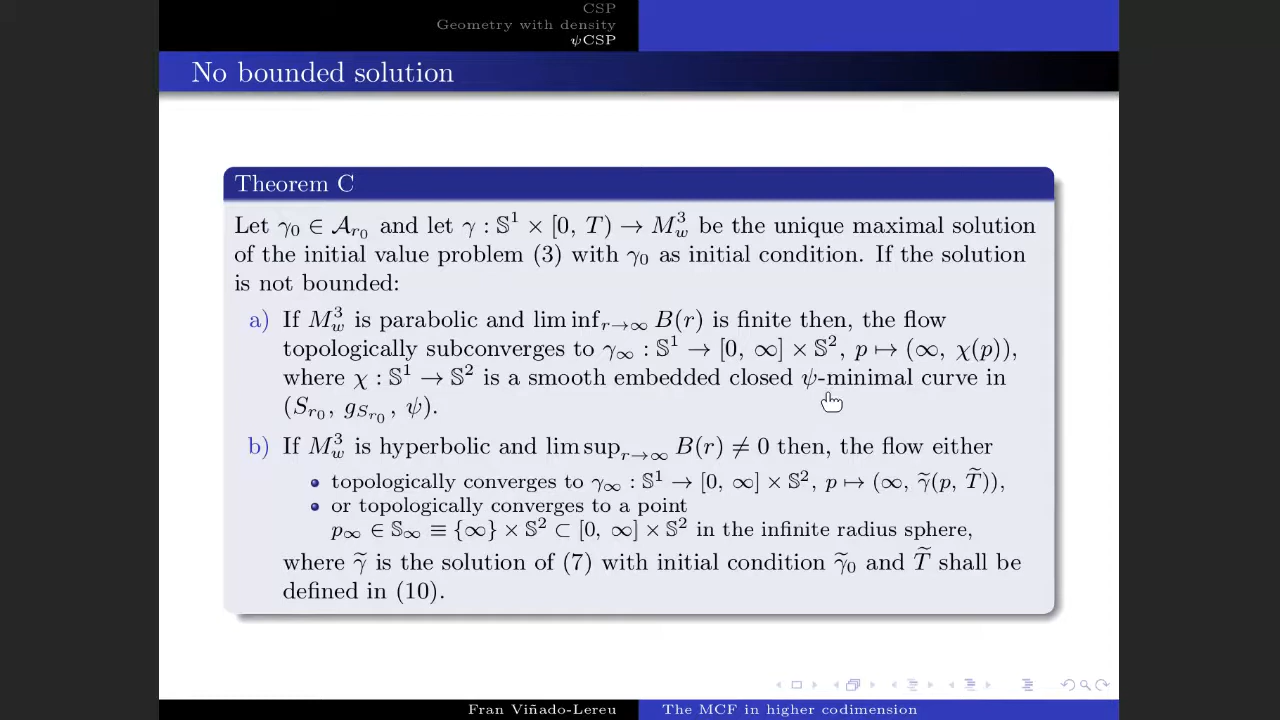 CSP
Geometry with density
ψCSP
No bounded solution
Theorem C
Let γ₀ ∈ 𝒜_{r₀} and let γ : 𝕊¹ × [0, T) → M³_w be the unique maximal solution
of the initial value problem (3) with γ₀ as initial condition. If the solution
is not bounded:
a) If M³_w is parabolic and lim inf_{r→∞} B(r) is finite then, the flow
topologically subconverges to γ_∞ : 𝕊¹ → [0, ∞] × 𝕊², p ↦ (∞, χ(p)),
where χ : 𝕊¹ → 𝕊² is a smooth embedded closed ψ-minimal curve in
(S_{r₀}, g_{S_{r₀}}, ψ).
b) If M³_w is hyperbolic and lim sup_{r→∞} B(r) ≠ 0 then, the flow either
• topologically converges to γ_∞ : 𝕊¹ → [0, ∞] × 𝕊², p ↦ (∞, γ̃(p, T̃)),
• or topologically converges to a point
p_∞ ∈ 𝕊_∞ ≡ {∞} × 𝕊² ⊂ [0, ∞] × 𝕊² in the infinite radius sphere,
where γ̃ is the solution of (7) with initial condition γ̃₀ and T̃ shall be
defined in (10).
Fran Viñado-Lereu
The MCF in higher codimension